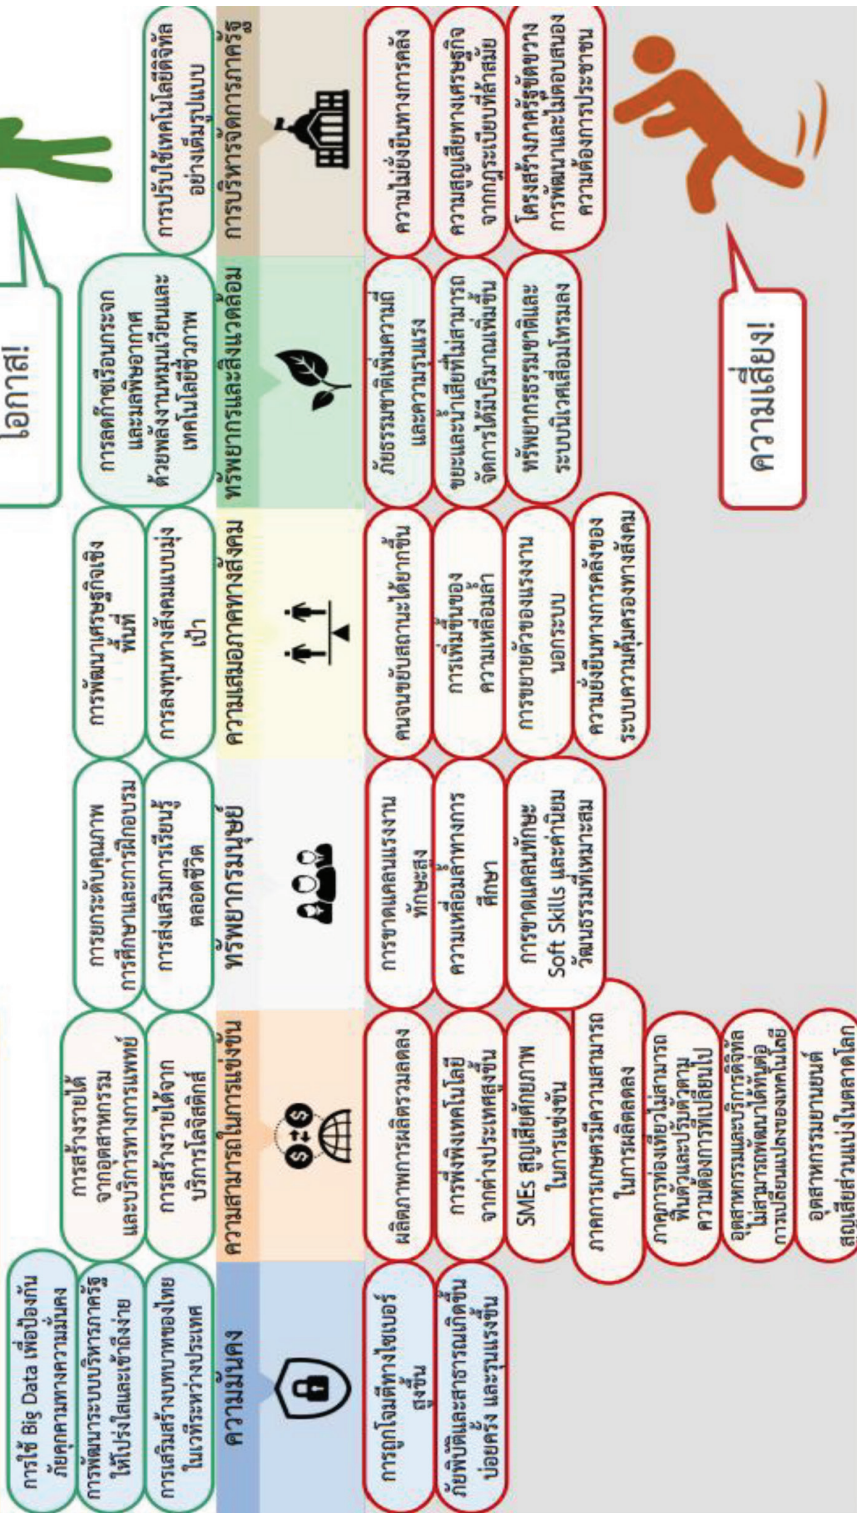 โอกาส!
การใช้ Big Data เพื่อป้องกัน
ภัยคุกคามทางความมั่นคง
การพัฒนาระบบบริหารภาครัฐ
ให้โปร่งใสและเข้าถึงง่าย
การเสริมสร้างบทบาทของไทย
ในเวทีระหว่างประเทศ
การสร้างรายได้
จากอุตสาหกรรม
และบริการทางการแพทย์
การสร้างรายได้จาก
บริการโลจิสติกส์
การยกระดับคุณภาพ
การศึกษาและการฝึกอบรม
การส่งเสริมการเรียนรู้
ตลอดชีวิต
การพัฒนาเศรษฐกิจเชิง
พื้นที่
การลงทุนทางสังคมแบบมุ่ง
เป้า
การลดก๊าซเรือนกระจก
และมลพิษอากาศ
ด้วยพลังงานหมุนเวียนและ
เทคโนโลยีชีวภาพ
การปรับใช้เทคโนโลยีดิจิทัล
อย่างเต็มรูปแบบ
ความมั่นคง
ความสามารถในการแข่งขัน
ทรัพยากรมนุษย์
ความเสมอภาคทางสังคม
ทรัพยากรและสิ่งแวดล้อม
การบริหารจัดการภาครัฐ
การถูกโจมตีทางไซเบอร์
สูงขึ้น
ภัยพิบัติและสาธารณะเกิดขึ้น
บ่อยครั้ง และรุนแรงขึ้น
ผลิตภาพการผลิตรวมลดลง
การพึ่งพิงเทคโนโลยี
จากต่างประเทศสูงขึ้น
SMEs สูญเสียศักยภาพ
ในการแข่งขัน
ภาคการเกษตรมีความสามารถ
ในการผลิตลดลง
ภาคการท่องเที่ยวไม่สามารถ
ฟื้นตัวและปรับตัวตาม
ความต้องการที่เปลี่ยนไป
อุตสาหกรรมและบริการดิจิทัล
ไม่สามารถพัฒนาได้ทันต่อ
การเปลี่ยนแปลงของเทคโนโลยี
อุตสาหกรรมยานยนต์
สูญเสียส่วนแบ่งในตลาดโลก
การขาดแคลนแรงงาน
ทักษะสูง
ความเหลื่อมล้ำทางการ
ศึกษา
การขาดแคลนทักษะ
Soft Skills และค่านิยม
วัฒนธรรมที่เหมาะสม
คนจนขยับสถานะได้ยากขึ้น
การเพิ่มขึ้นของ
ความเหลื่อมล้ำ
การขยายตัวของแรงงาน
นอกระบบ
ความยั่งยืนทางการคลังของ
ระบบความคุ้มครองทางสังคม
ภัยธรรมชาติเพิ่มความถี่
และความรุนแรง
ขยะและน้ำเสียที่ไม่สามารถ
จัดการได้มีปริมาณเพิ่มขึ้น
ทรัพยากรธรรมชาติและ
ระบบนิเวศเสื่อมโทรมลง
ความไม่ยั่งยืนทางการคลัง
ความสูญเสียทางเศรษฐกิจ
จากกฎระเบียบที่ล้าสมัย
โครงสร้างภาครัฐขัดขวาง
การพัฒนาและไม่ตอบสนอง
ความต้องการประชาชน
ความเสี่ยง!